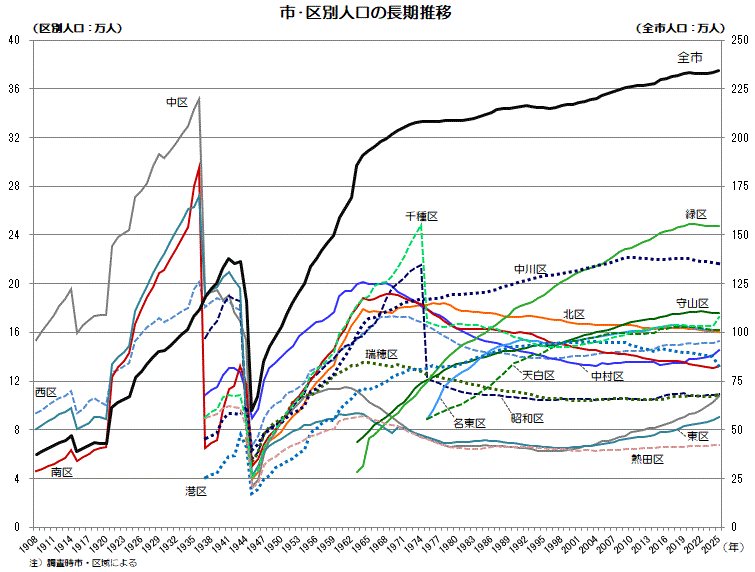 市・区別人口の長期推移
(区別人口：万人) (全市人口：万人)
40 250
36 225
32 200
28 175
24 150
20 125
16 100
12 75
8 50
4 25
0 0
全市
中区
千種区
緑区
中川区
守山区
北区
瑞穂区
天白区
中村区
西区
名東区
昭和区
東区
熱田区
南区
港区
1908 1911 1914 1917 1920 1923 1926 1929 1932 1935 1938 1941 1944 1947 1950 1953 1956 1959 1962 1965 1968 1971 1974 1977 1980 1983 1986 1989 1992 1995 1998 2001 2004 2007 2010 2013 2016 2019 2022 2025 (年)
注）調査時市・区域による